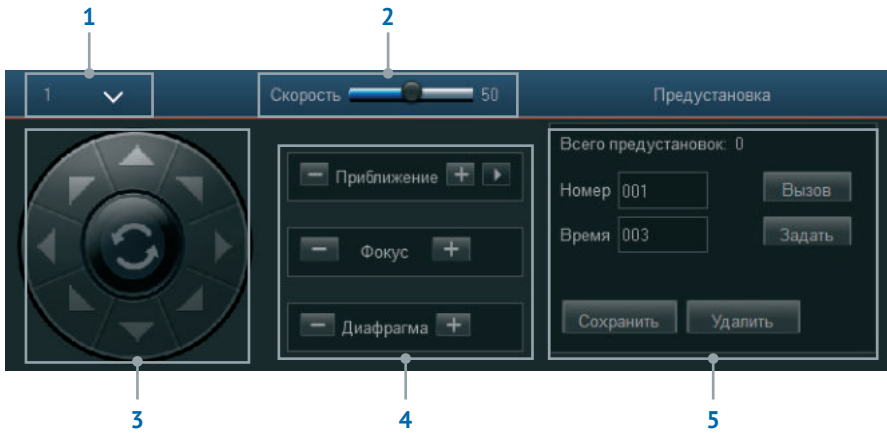 1 2
1 Скорость 50 Предустановка
Всего предустановок: 0
Приближение
Номер 001 Вызов
Время 003 Задать
Фокус
Сохранить Удалить
Диафрагма
3 4 5